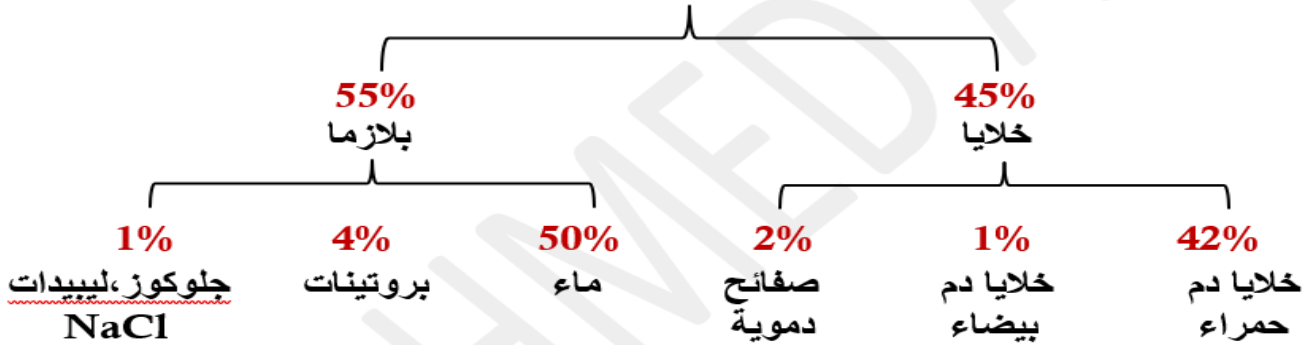 45% 55%
خلايا بلازما
42% 1% 2% 50% 4% 1%
خلايا دم خلايا دم صفائح ماء بروتينات جلوكوز،ليبيدات
حمراء بيضاء دموية NaCl